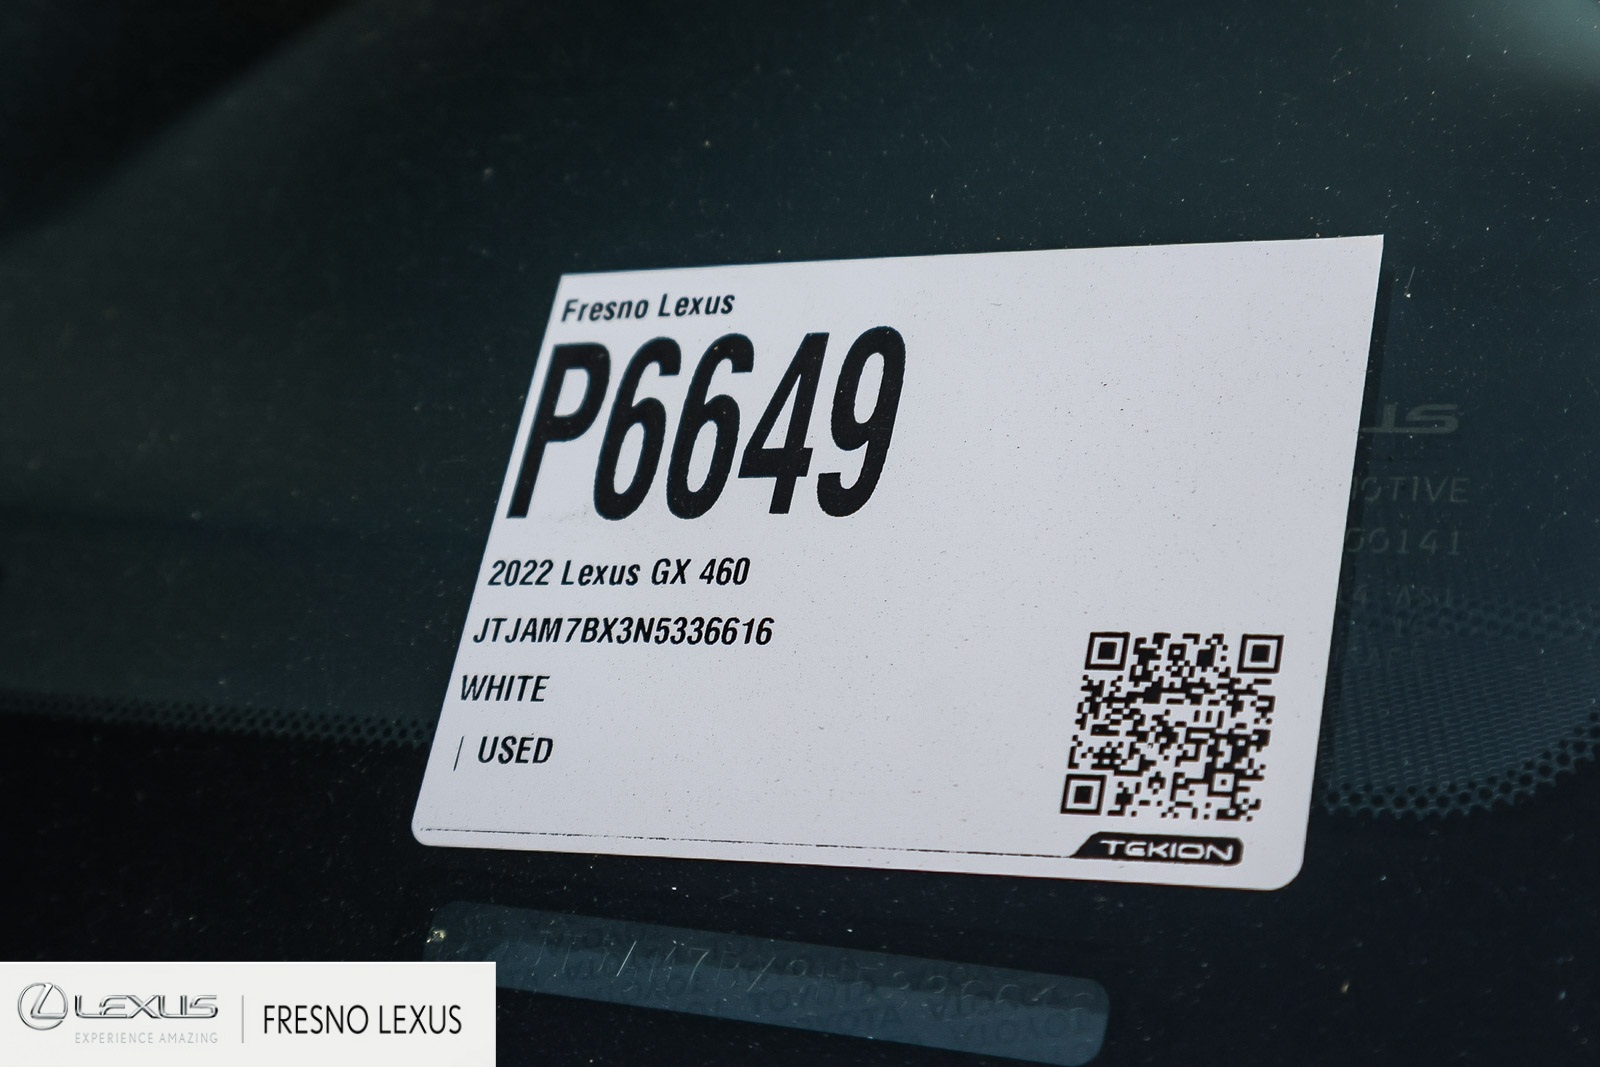 Fresno Lexus
P6649
2022 Lexus GX 460
JTJAM7BX3N5336616
WHITE
| USED
TEKION
LEXUS
EXPERIENCE AMAZING
FRESNO LEXUS